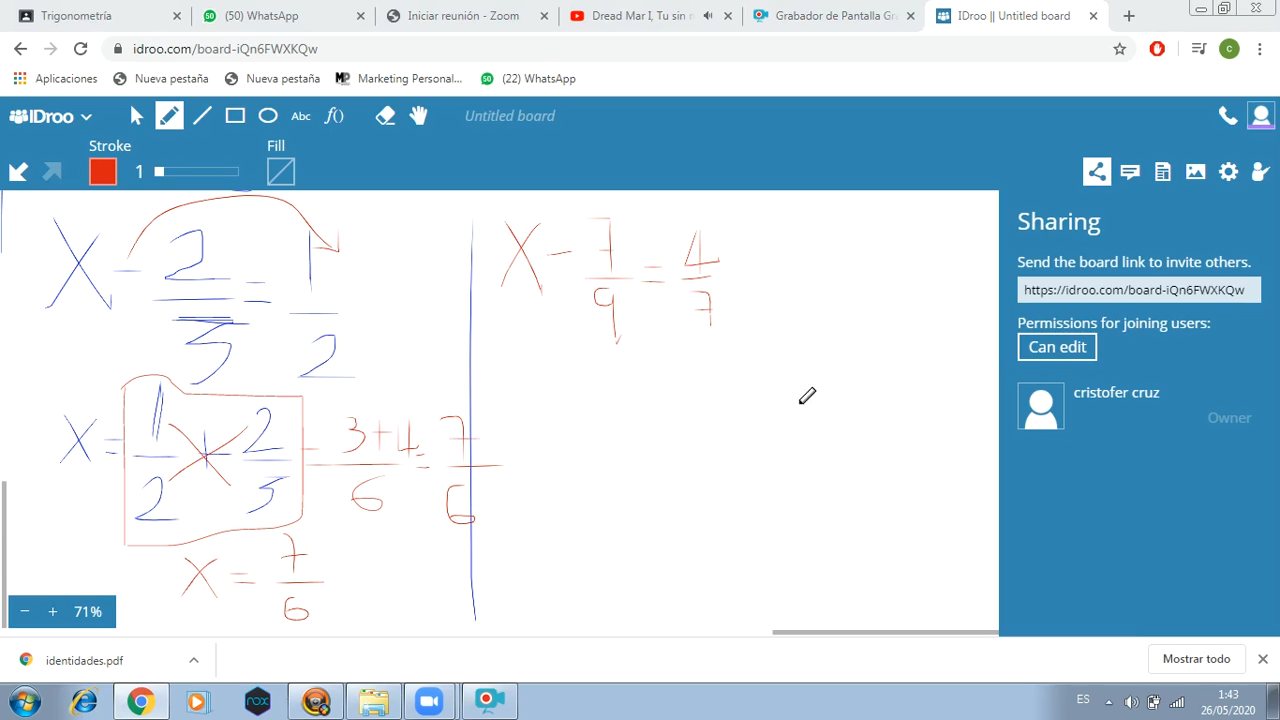 Trigonometría
(50) WhatsApp
Iniciar reunión - Zoom
Dread Mar I, Tu sin
Grabador de Pantalla Gr
IDroo || Untitled board
idroo.com/board-iQn6FWXKQw
Aplicaciones
Nueva pestaña
Nueva pestaña
Marketing Personal...
(22) WhatsApp
IDroo
Abc
f()
Untitled board
Stroke
1
Fill
Sharing
Send the board link to invite others.
https://idroo.com/board-iQn6FWXKQw
Permissions for joining users:
Can edit
cristofer cruz
Owner
X - 2/3 = 1/2
X = 1/2 + 2/3 = 3+4/6 = 7/6
X = 7/6
X - 7/9 = 4/7
71%
identidades.pdf
Mostrar todo
ES
1:43
26/05/2020